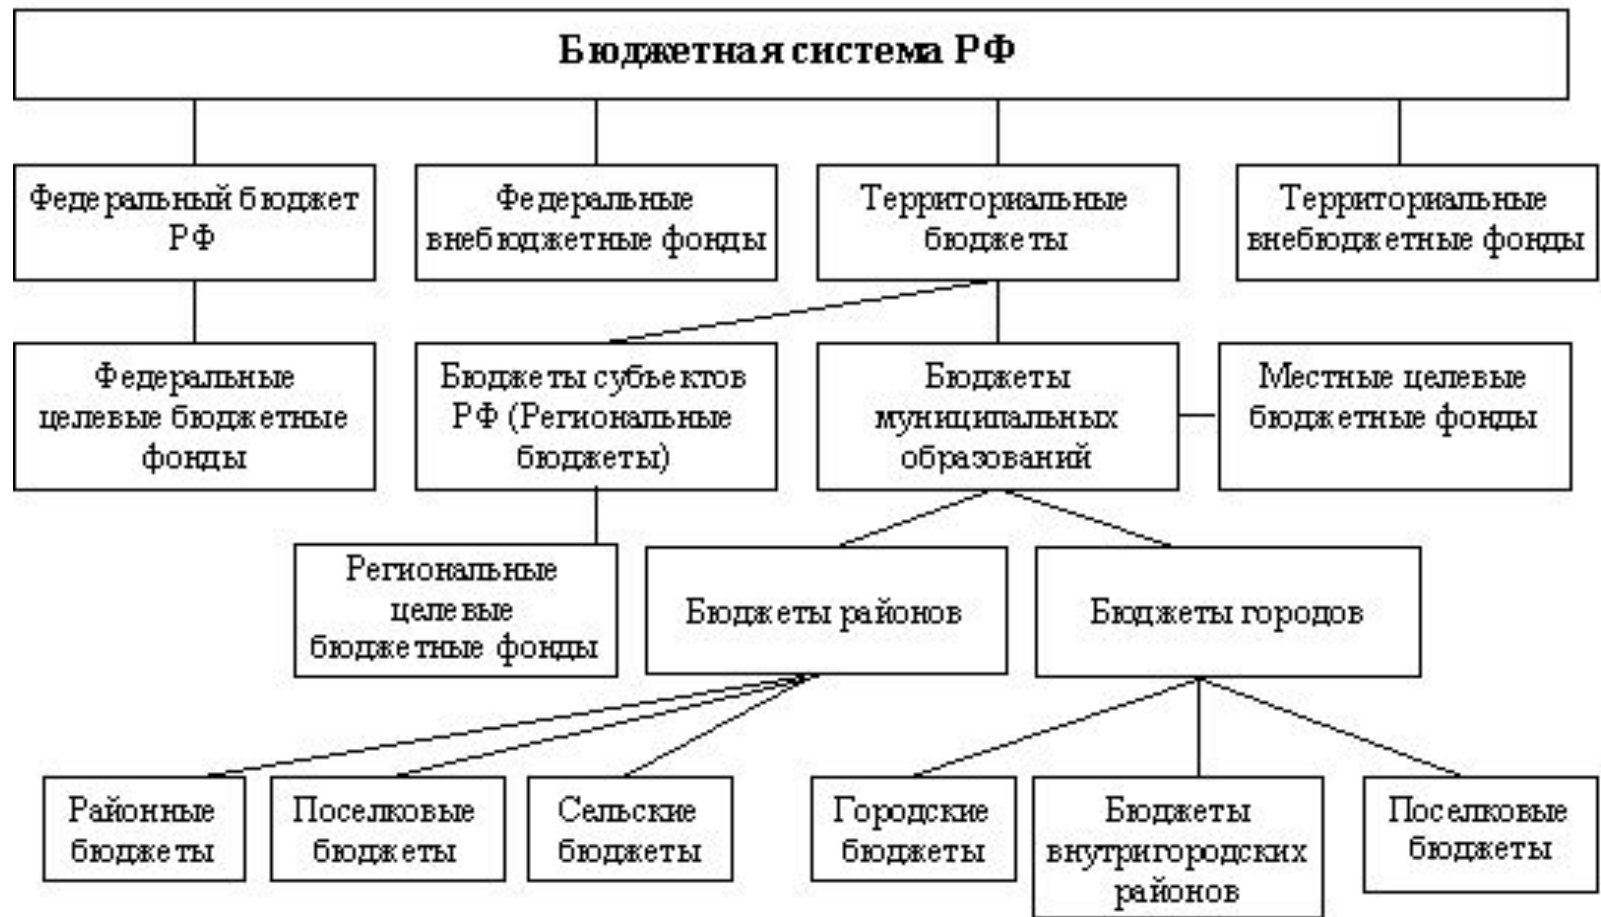 Бюджетная система РФ
Федеральный бюджет
РФ
Федеральные
внебюджетные фонды
Территориальные
бюджеты
Территориальные
внебюджетные фонды
Федеральные
целевые бюджетные
фонды
Бюджеты субъектов
РФ (Региональные
бюджеты)
Бюджеты
муниципальных
образований
Местные целевые
бюджетные фонды
Региональные
целевые
бюджетные фонды
Бюджеты районов
Бюджеты городов
Районные
бюджеты
Поселковые
бюджеты
Сельские
бюджеты
Городские
бюджеты
Бюджеты
внутригородских
районов
Поселковые
бюджеты